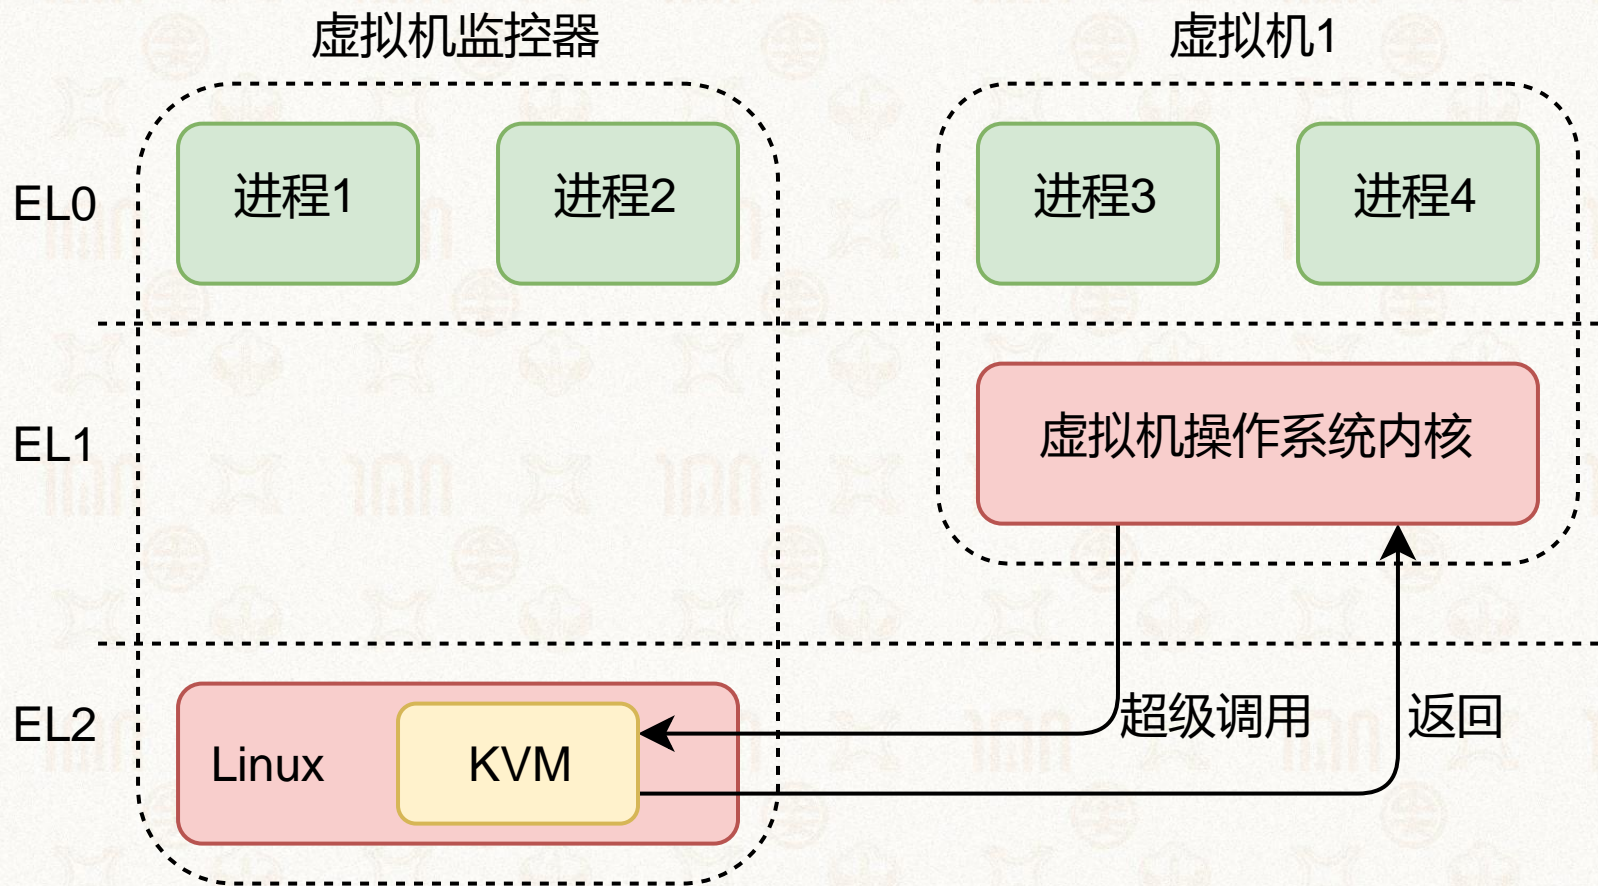 虚拟机监控器
虚拟机1
EL0
进程1
进程2
进程3
进程4
EL1
虚拟机操作系统内核
EL2
Linux
KVM
超级调用
返回